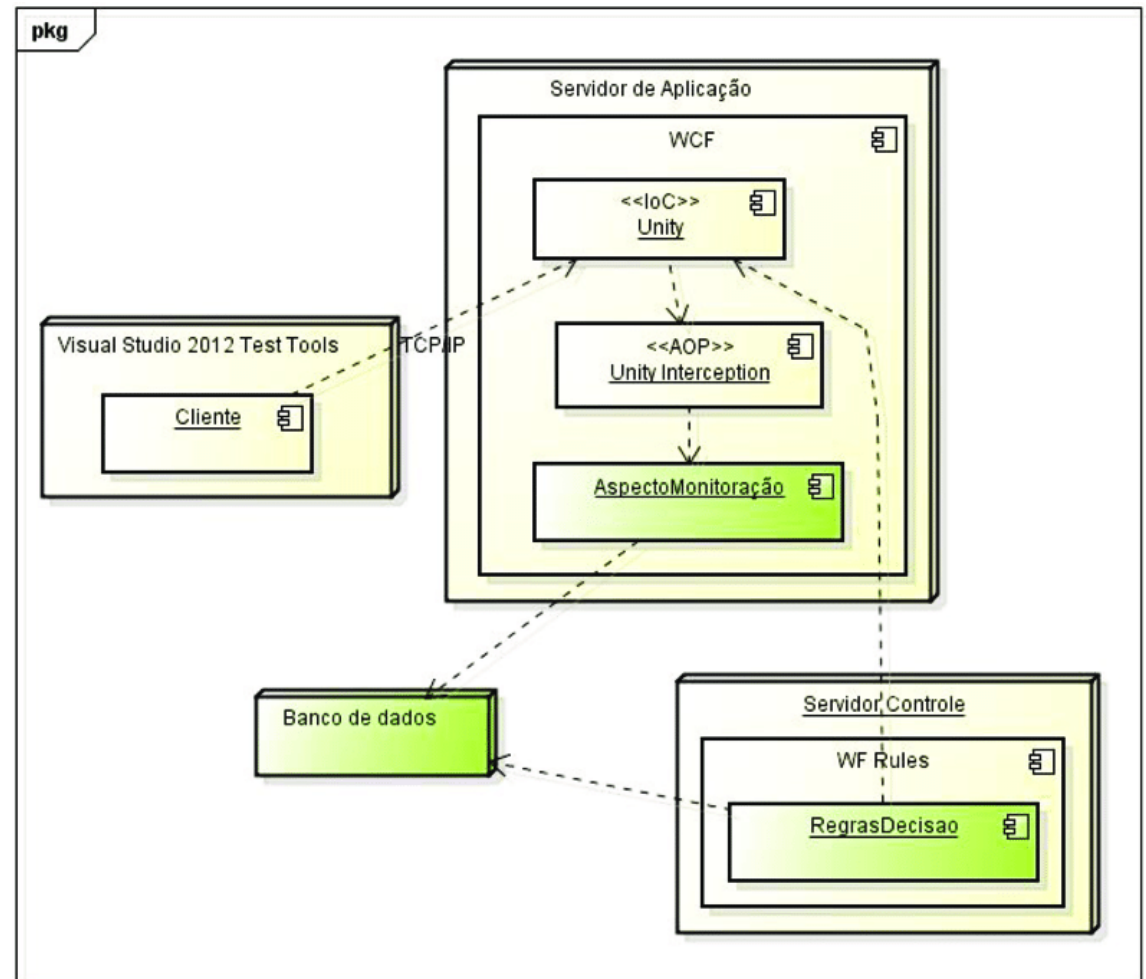 pkg
Servidor de Aplicação
WCF
<<IoC>>
Unity
Visual Studio 2012 Test Tools
TCP/IP
<<AOP>>
Unity Interception
Cliente
AspectoMonitoração
Banco de dados
Servidor Controle
WF Rules
RegrasDecisao